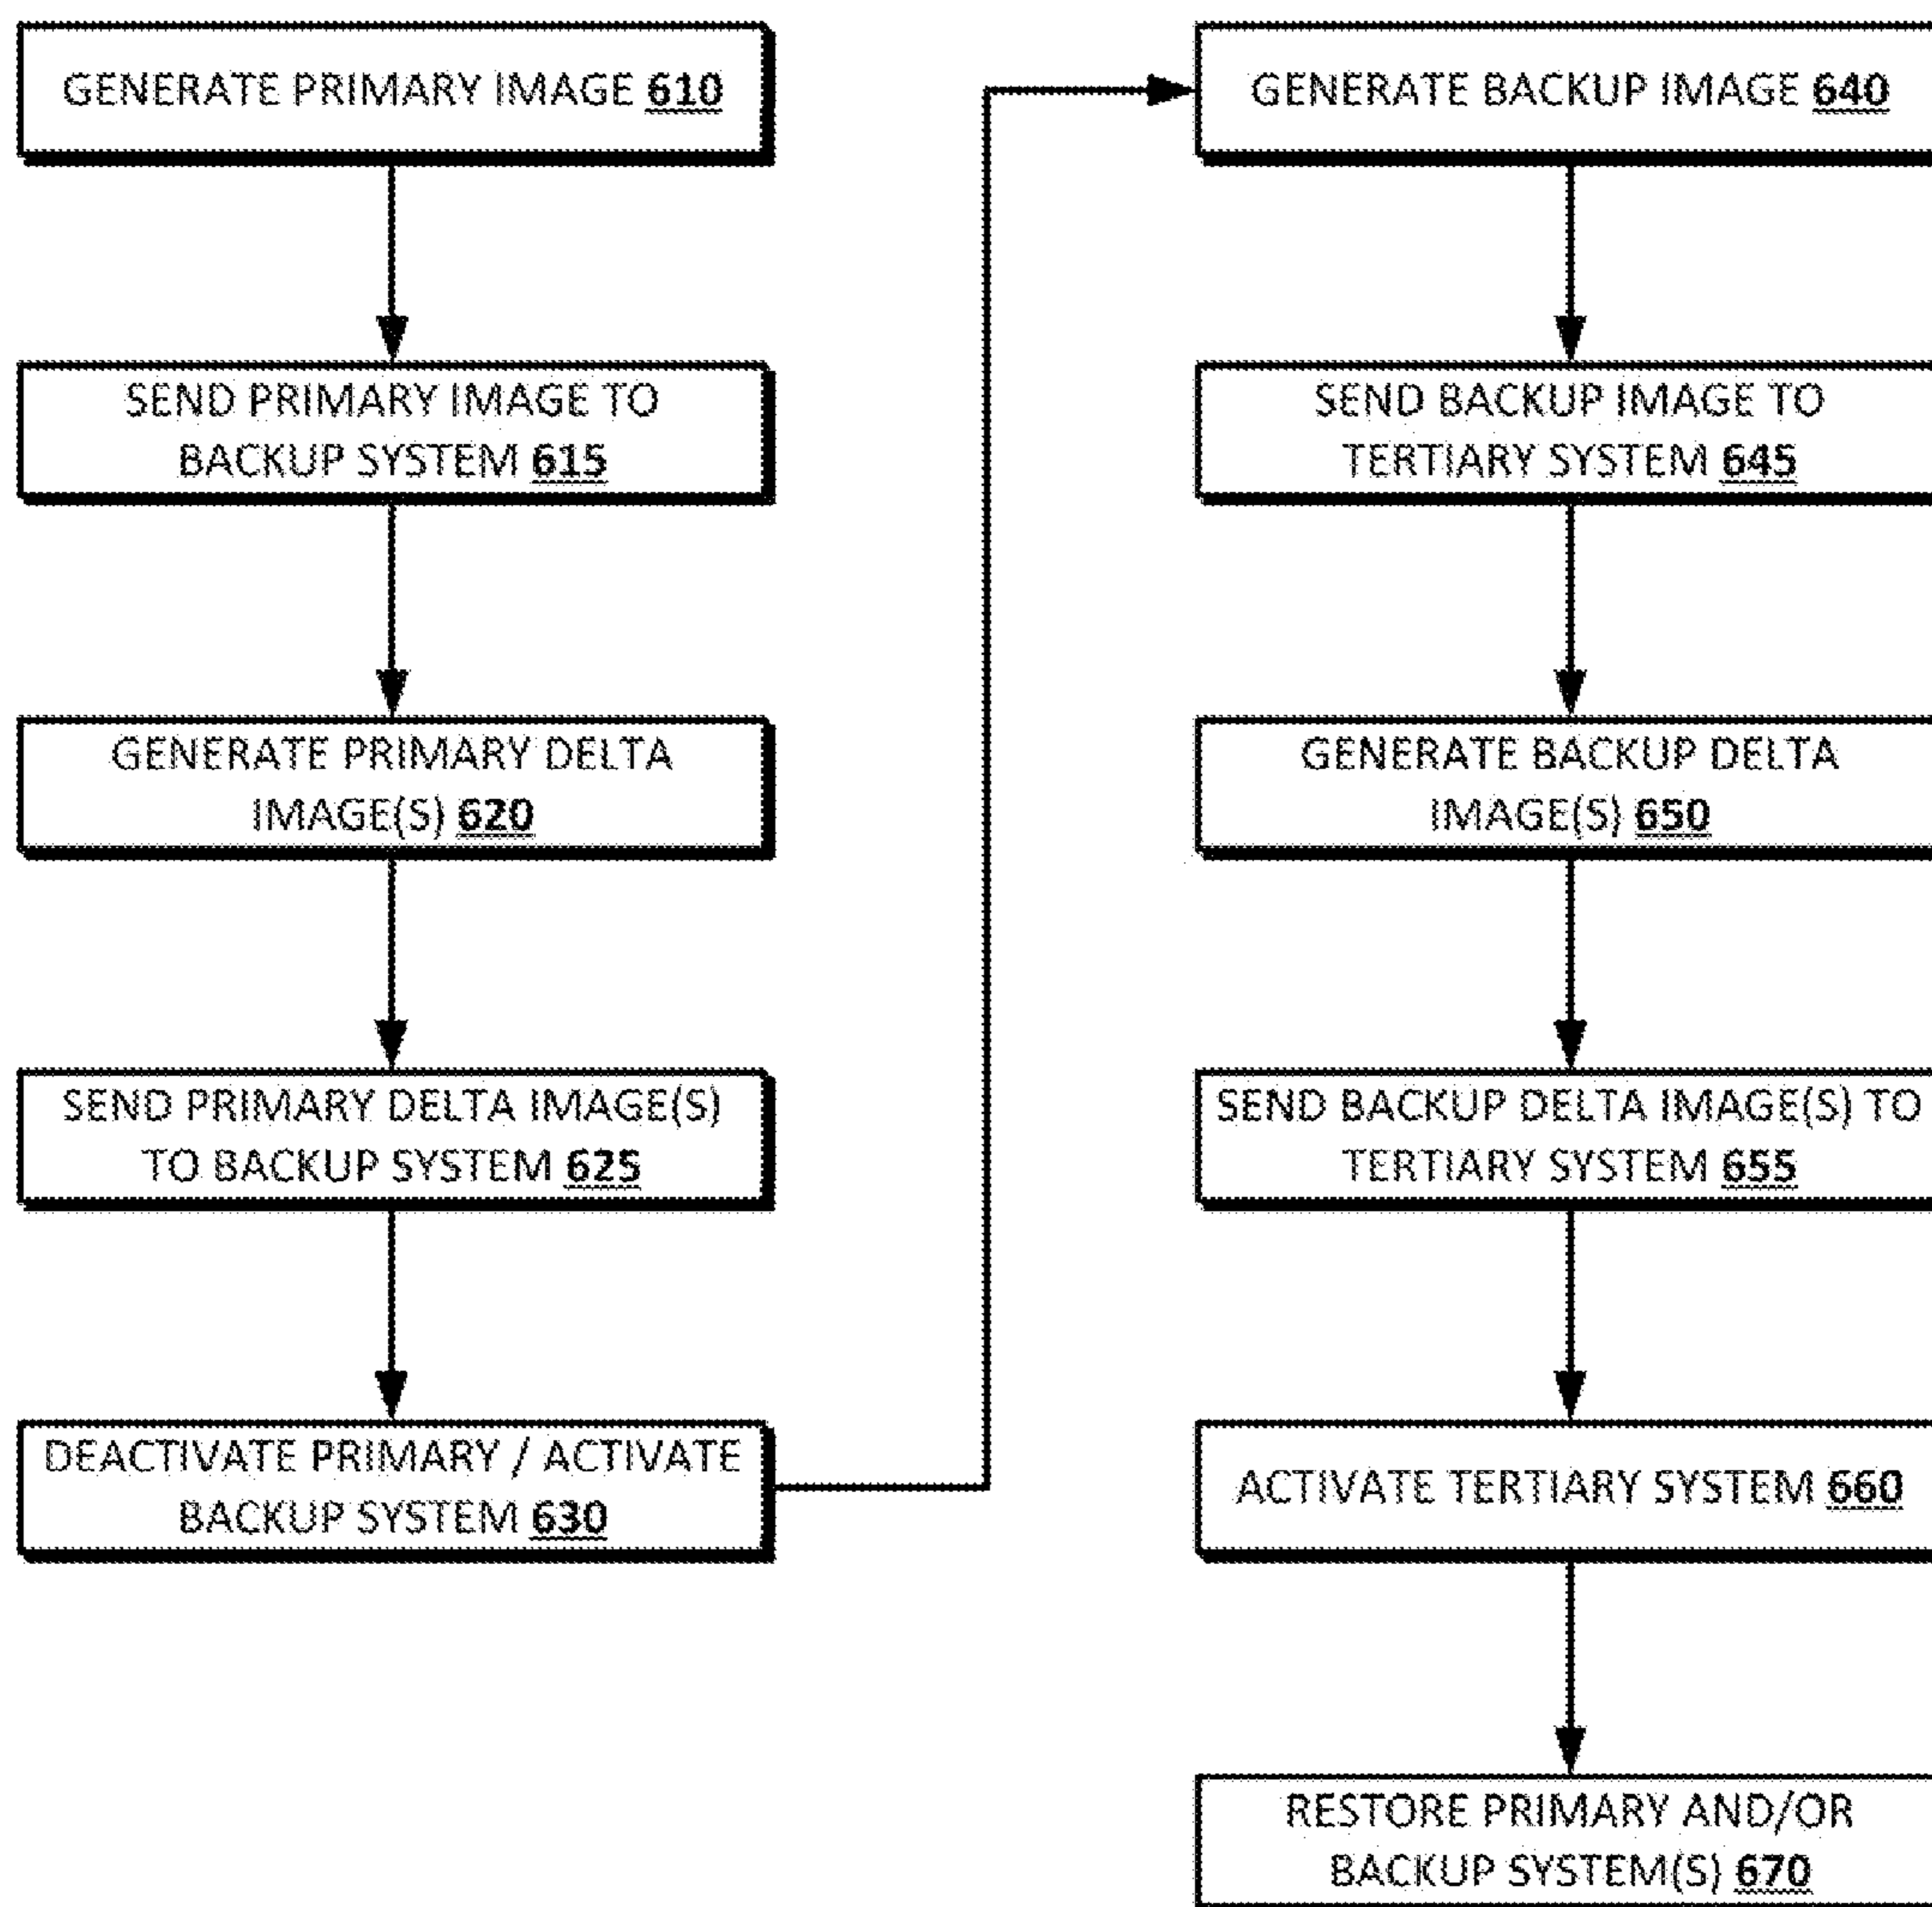 GENERATE PRIMARY IMAGE 610
SEND PRIMARY IMAGE TO
BACKUP SYSTEM 615
GENERATE PRIMARY DELTA
IMAGE(S) 620
SEND PRIMARY DELTA IMAGE(S)
TO BACKUP SYSTEM 625
DEACTIVATE PRIMARY / ACTIVATE
BACKUP SYSTEM 630
GENERATE BACKUP IMAGE 640
SEND BACKUP IMAGE TO
TERTIARY SYSTEM 645
GENERATE BACKUP DELTA
IMAGE(S) 650
SEND BACKUP DELTA IMAGE(S) TO
TERTIARY SYSTEM 655
ACTIVATE TERTIARY SYSTEM 660
RESTORE PRIMARY AND/OR
BACKUP SYSTEM(S) 670